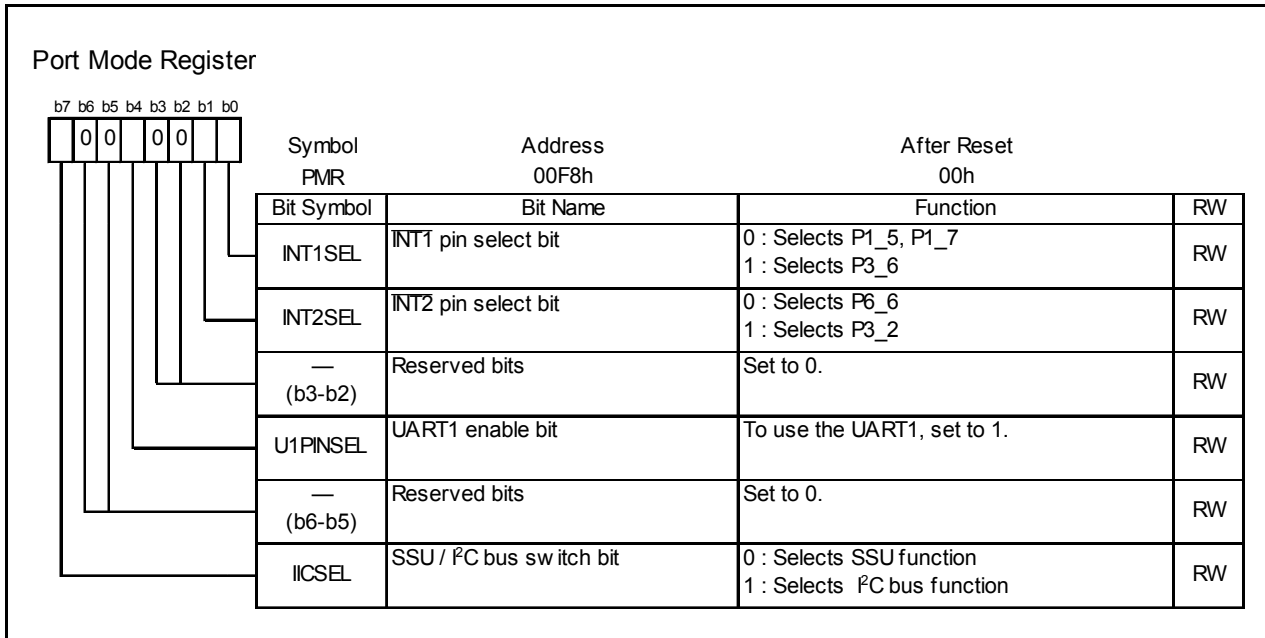 Port Mode Register
b7 b6 b5 b4 b3 b2 b1 b0
0 0 0 0
Symbol Address After Reset
PMR 00F8h 00h
Bit Symbol Bit Name Function RW
INT1SEL INT1 pin select bit 0 : Selects P1_5, P1_7 RW
1 : Selects P3_6
INT2SEL INT2 pin select bit 0 : Selects P6_6 RW
1 : Selects P3_2
— Reserved bits Set to 0. RW
(b3-b2)
U1PINSEL UART1 enable bit To use the UART1, set to 1. RW
— Reserved bits Set to 0. RW
(b6-b5)
IICSEL SSU / I²C bus switch bit 0 : Selects SSU function RW
1 : Selects I²C bus function